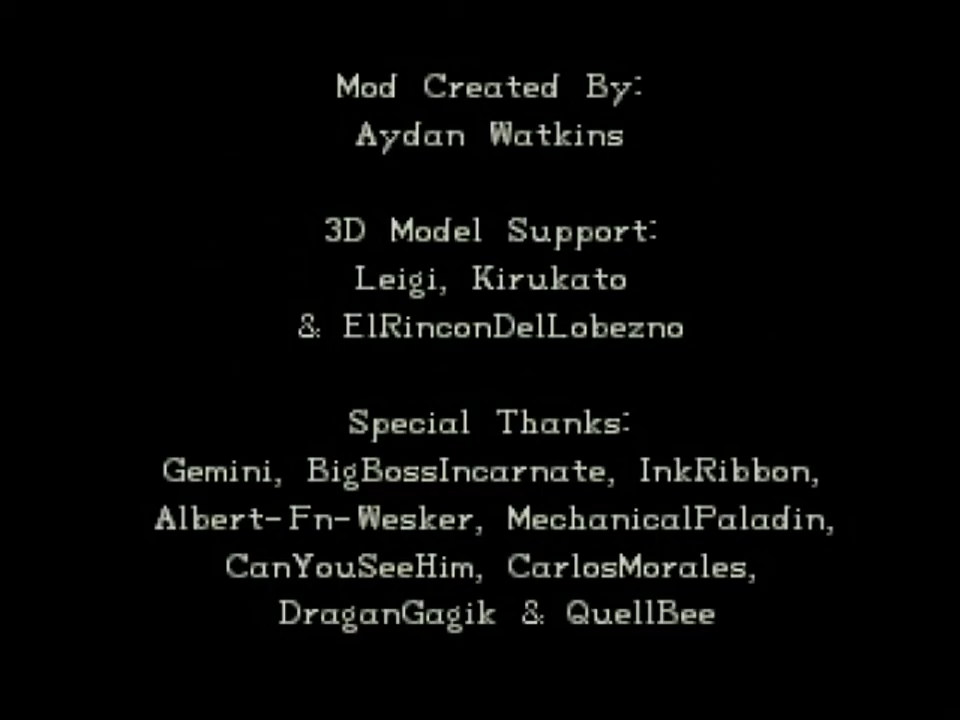 Mod Created By:
Aydan Watkins
3D Model Support:
Leigi, Kirukato
& ElRinconDelLobezno
Special Thanks:
Gemini, BigBossIncarnate, InkRibbon,
Albert-Fn-Wesker, MechanicalPaladin,
CanYouSeeHim, CarlosMorales,
DraganGagik & QuellBee